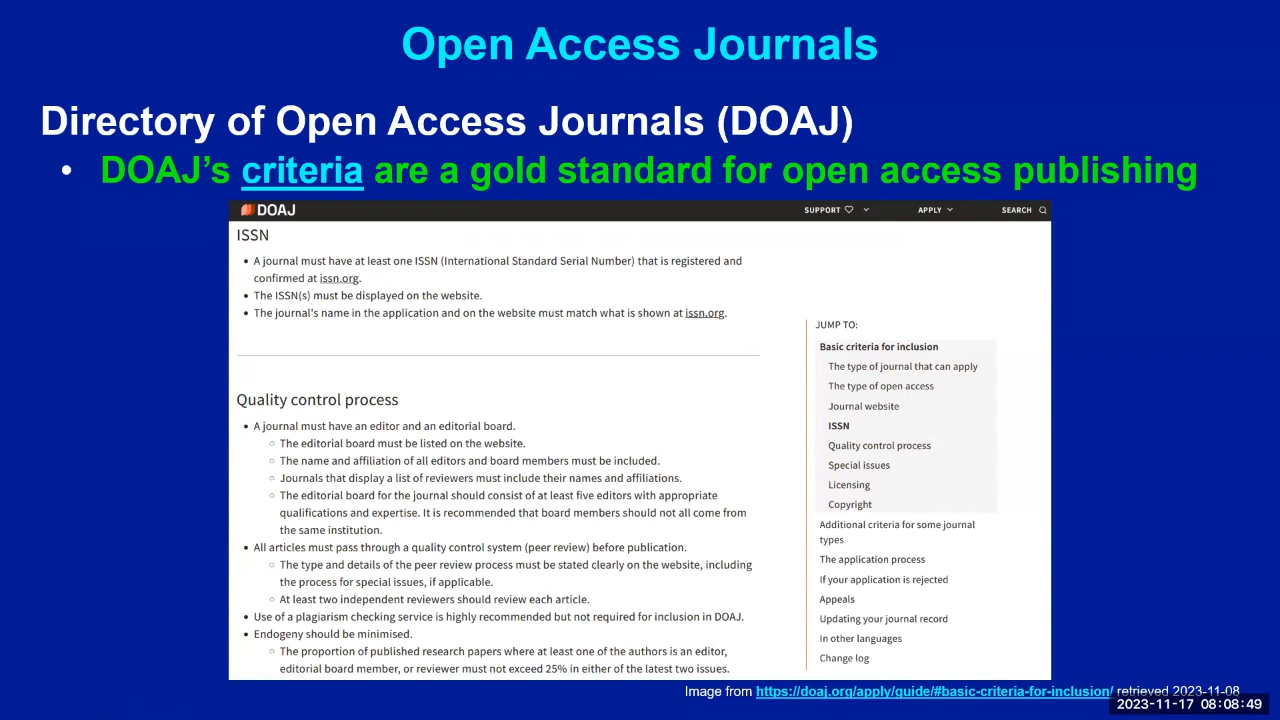 Open Access Journals
Directory of Open Access Journals (DOAJ)
• DOAJ's criteria are a gold standard for open access publishing
DOAJ SUPPORT APPLY SEARCH
ISSN
• A journal must have at least one ISSN (International Standard Serial Number) that is registered and
confirmed at issn.org.
• The ISSN(s) must be displayed on the website.
• The journal's name in the application and on the website must match what is shown at issn.org.
Quality control process
• A journal must have an editor and an editorial board.
○ The editorial board must be listed on the website.
○ The name and affiliation of all editors and board members must be included.
○ Journals that display a list of reviewers must include their names and affiliations.
○ The editorial board for the journal should consist of at least five editors with appropriate
qualifications and expertise. It is recommended that board members should not all come from
the same institution.
• All articles must pass through a quality control system (peer review) before publication.
○ The type and details of the peer review process must be stated clearly on the website, including
the process for special issues, if applicable.
○ At least two independent reviewers should review each article.
• Use of a plagiarism checking service is highly recommended but not required for inclusion in DOAJ.
• Endogeny should be minimised.
○ The proportion of published research papers where at least one of the authors is an editor,
editorial board member, or reviewer must not exceed 25% in either of the latest two issues.
JUMP TO:
Basic criteria for inclusion
The type of journal that can apply
The type of open access
Journal website
ISSN
Quality control process
Special issues
Licensing
Copyright
Additional criteria for some journal
types
The application process
If your application is rejected
Appeals
Updating your journal record
In other languages
Change log
Image from https://doaj.org/apply/guide/#basic-criteria-for-inclusion/ retrieved 2023-11-08
2023-11-17 08:08:49